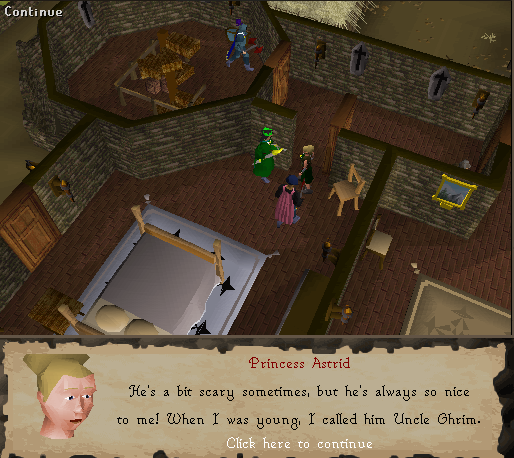 Continue
Princess Astrid
He's a bit scary sometimes, but he's always so nice
to me! When I was young, I called him Uncle Ghrim.
Click here to continue